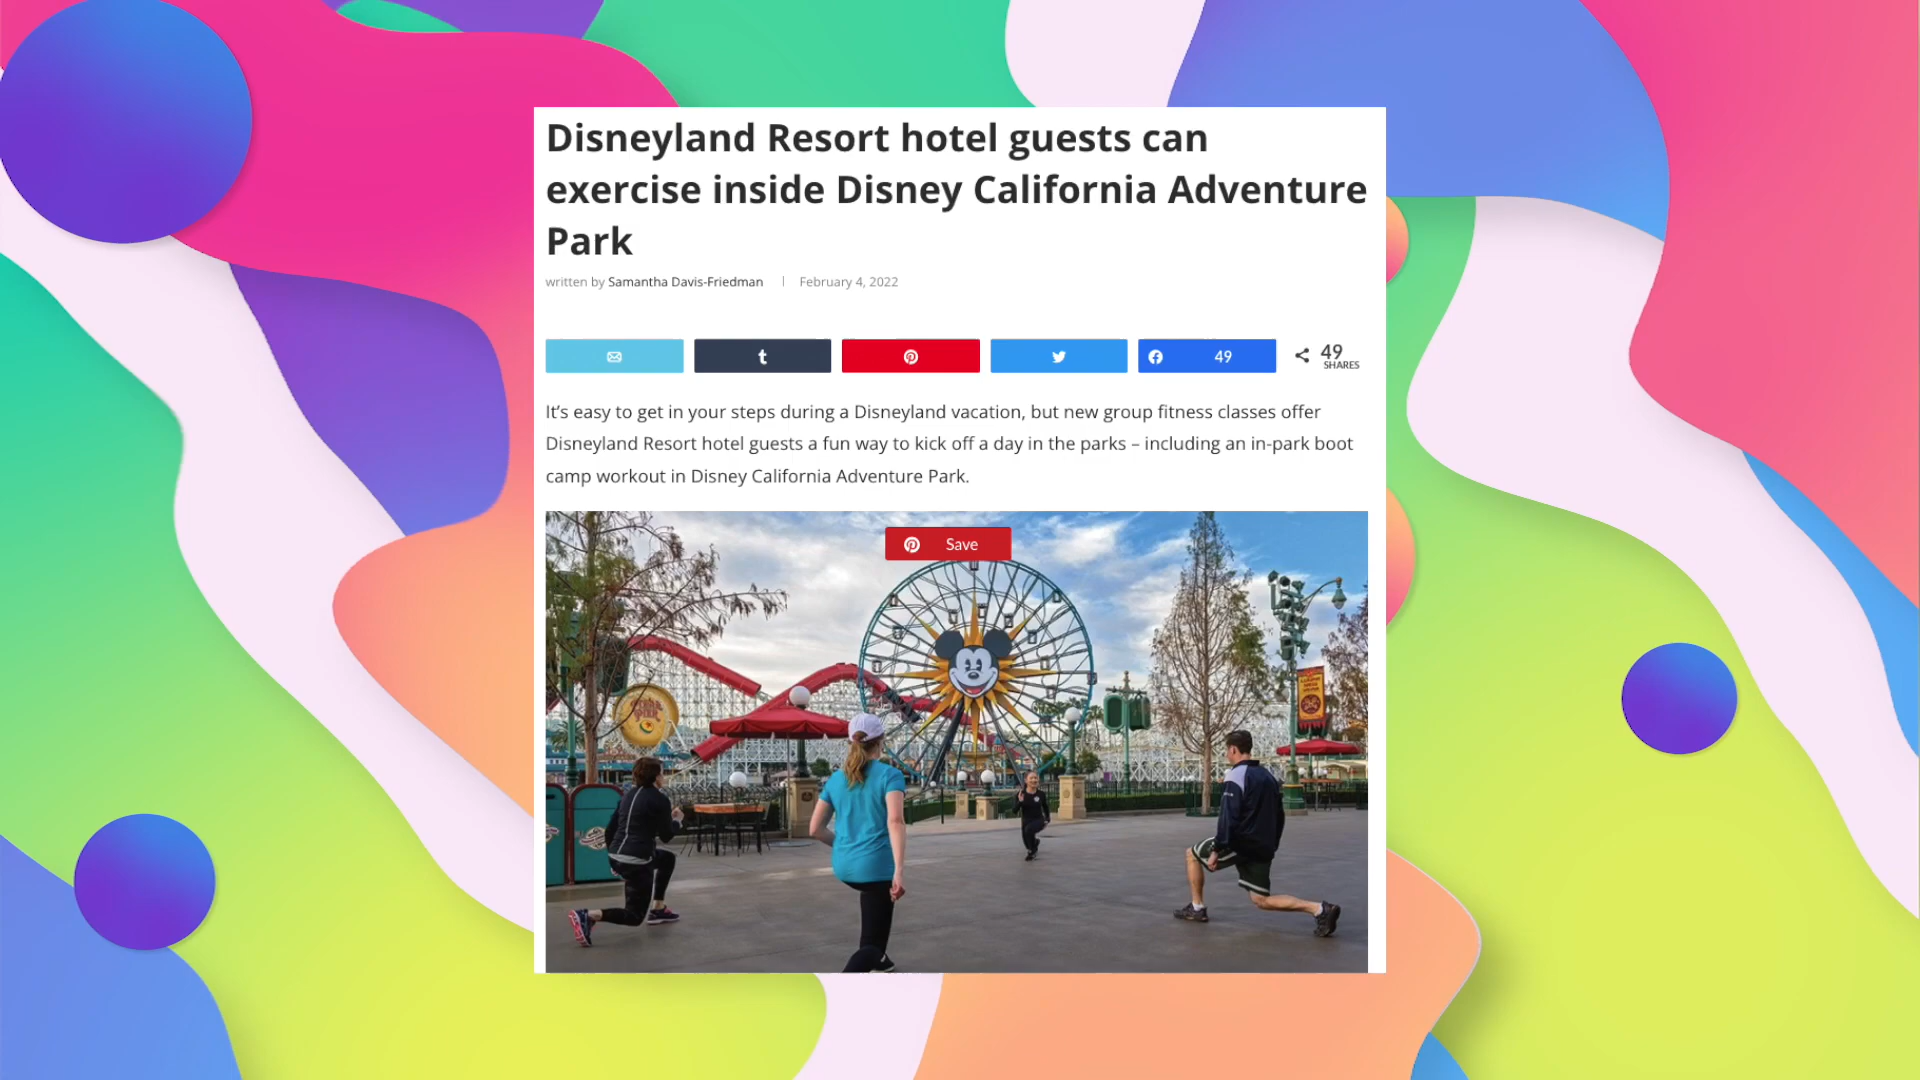 Disneyland Resort hotel guests can
exercise inside Disney California Adventure
Park
written by Samantha Davis-Friedman | February 4, 2022
49
49
SHARES
It’s easy to get in your steps during a Disneyland vacation, but new group fitness classes offer
Disneyland Resort hotel guests a fun way to kick off a day in the parks – including an in-park boot
camp workout in Disney California Adventure Park.
Save